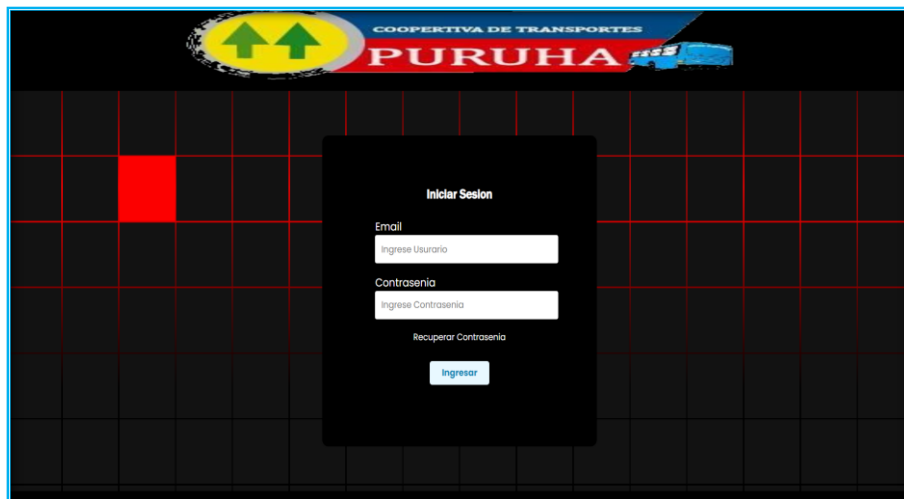 COOPERTIVA DE TRANSPORTES
PURUHA
Iniciar Sesion
Email
Ingrese Usurario
Contrasenia
Ingrese Contrasenia
Recuperar Contrasenia
Ingresar